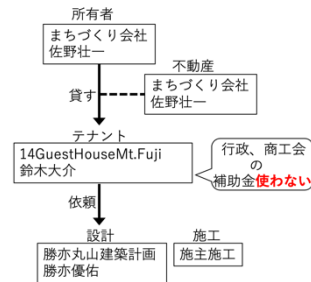 所有者
まちづくり会社
佐野壮一
不動産
まちづくり会社
佐野壮一
貸す
テナント
14GuestHouseMt.Fuji
鈴木大介
行政、商工会
の
補助金使わない
依頼
設計
勝亦丸山建築計画
勝亦優佑
施工
施主施工